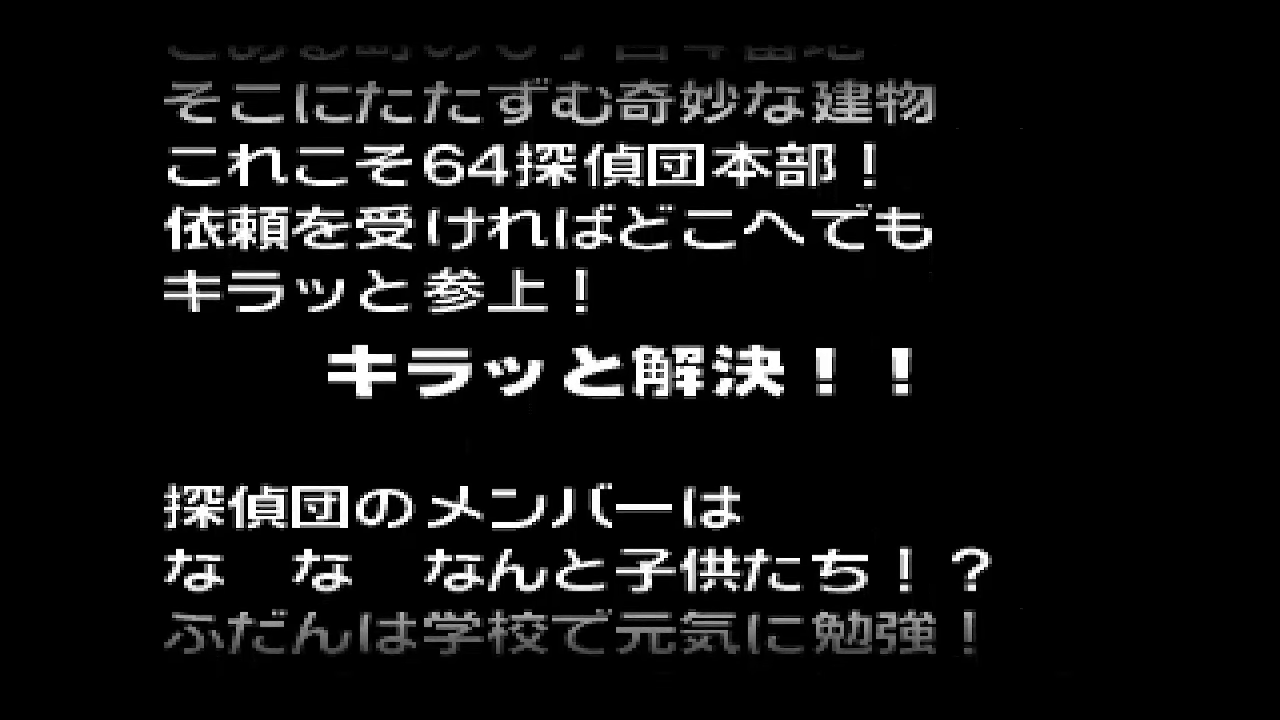 そこにたたずむ奇妙な建物
これこそ64探偵団本部！
依頼を受ければどこへでも
キラッと参上！
キラッと解決！！
探偵団のメンバーは
な　な　なんと子供たち！？
ふだんは学校で元気に勉強！